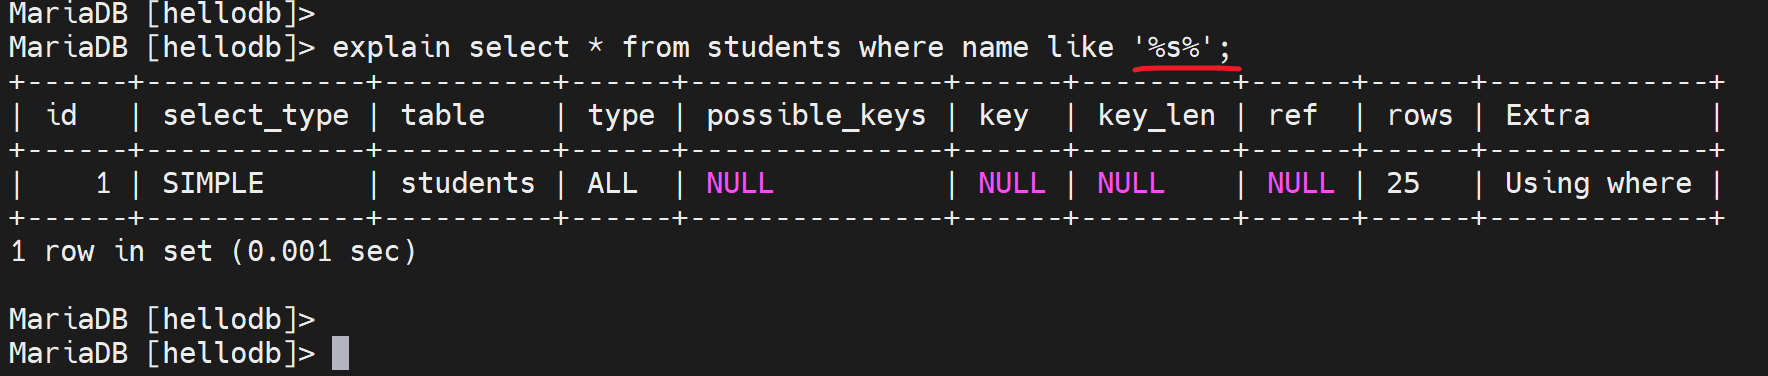 MariaDB [hellodb]>
MariaDB [hellodb]> explain select * from students where name like '%s%';
+------+-------------+----------+------+---------------+------+---------+------+------+-------------+
| id   | select_type | table    | type | possible_keys | key  | key_len | ref  | rows | Extra       |
+------+-------------+----------+------+---------------+------+---------+------+------+-------------+
|    1 | SIMPLE      | students | ALL  | NULL          | NULL | NULL    | NULL | 25   | Using where |
+------+-------------+----------+------+---------------+------+---------+------+------+-------------+
1 row in set (0.001 sec)
MariaDB [hellodb]>
MariaDB [hellodb]>